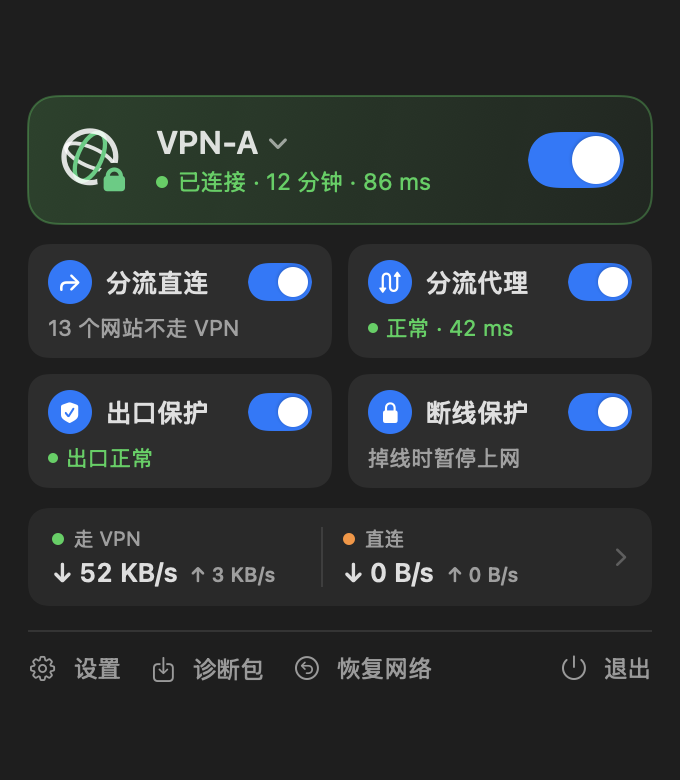 VPN-A
已连接 · 12 分钟 · 86 ms
分流直连
13 个网站不走 VPN
分流代理
正常 · 42 ms
出口保护
出口正常
断线保护
掉线时暂停上网
走 VPN
↓ 52 KB/s ↑ 3 KB/s
直连
↓ 0 B/s ↑ 0 B/s
设置 诊断包 恢复网络 退出